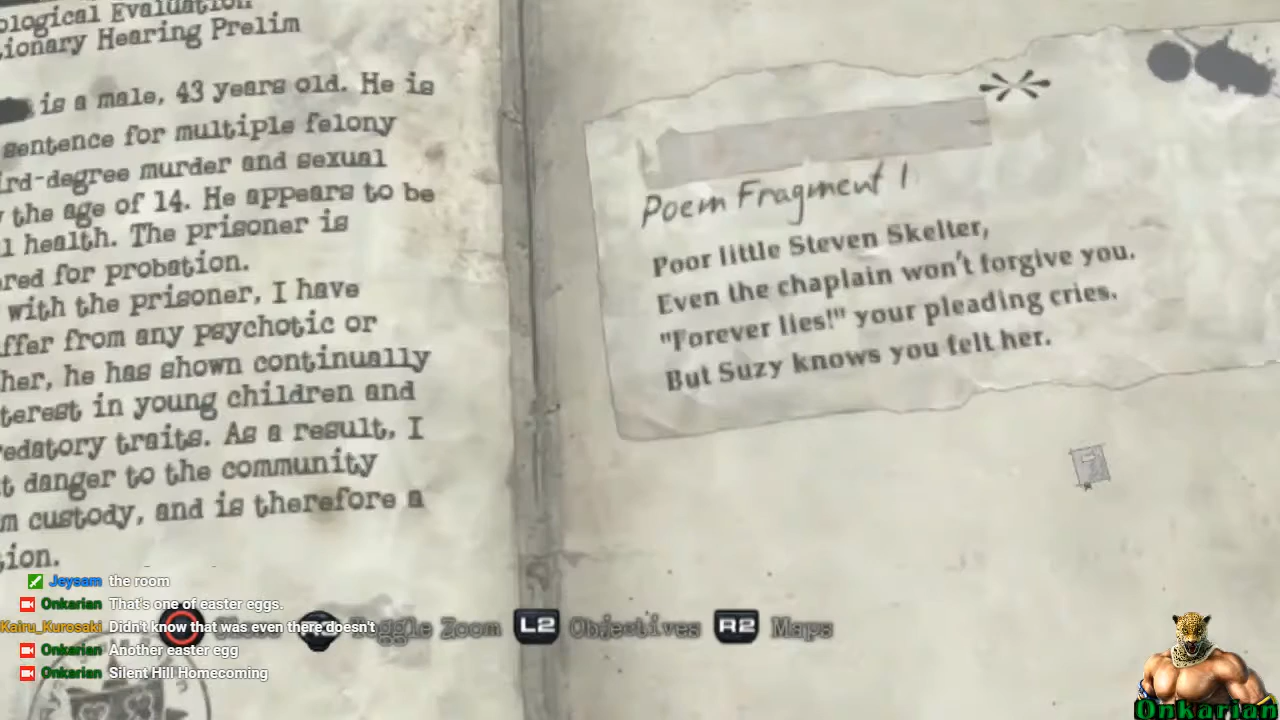 ological Evaluation
ionary Hearing Prelim
is a male, 43 years old. He is
sentence for multiple felony
ird-degree murder and sexual
the age of 14. He appears to be
l health. The prisoner is
ored for probation.
with the prisoner, I have
ffer from any psychotic or
her, he has shown continually
terest in young children and
redatory traits. As a result, I
t danger to the community
m custody, and is therefore a
tion.
Poem Fragment 1
Poor little Steven Skelter,
Even the chaplain won't forgive you.
"Forever lies!" your pleading cries.
But Suzy knows you felt her.
Jeysam the room
Onkarian That's one of easter eggs.
Kairu_Kurosaki Didn't know that was even there doesn't
Onkarian Another easter egg
Onkarian Silent Hill Homecoming
ggle Zoom L2 Objectives R2 Maps
Onkarian